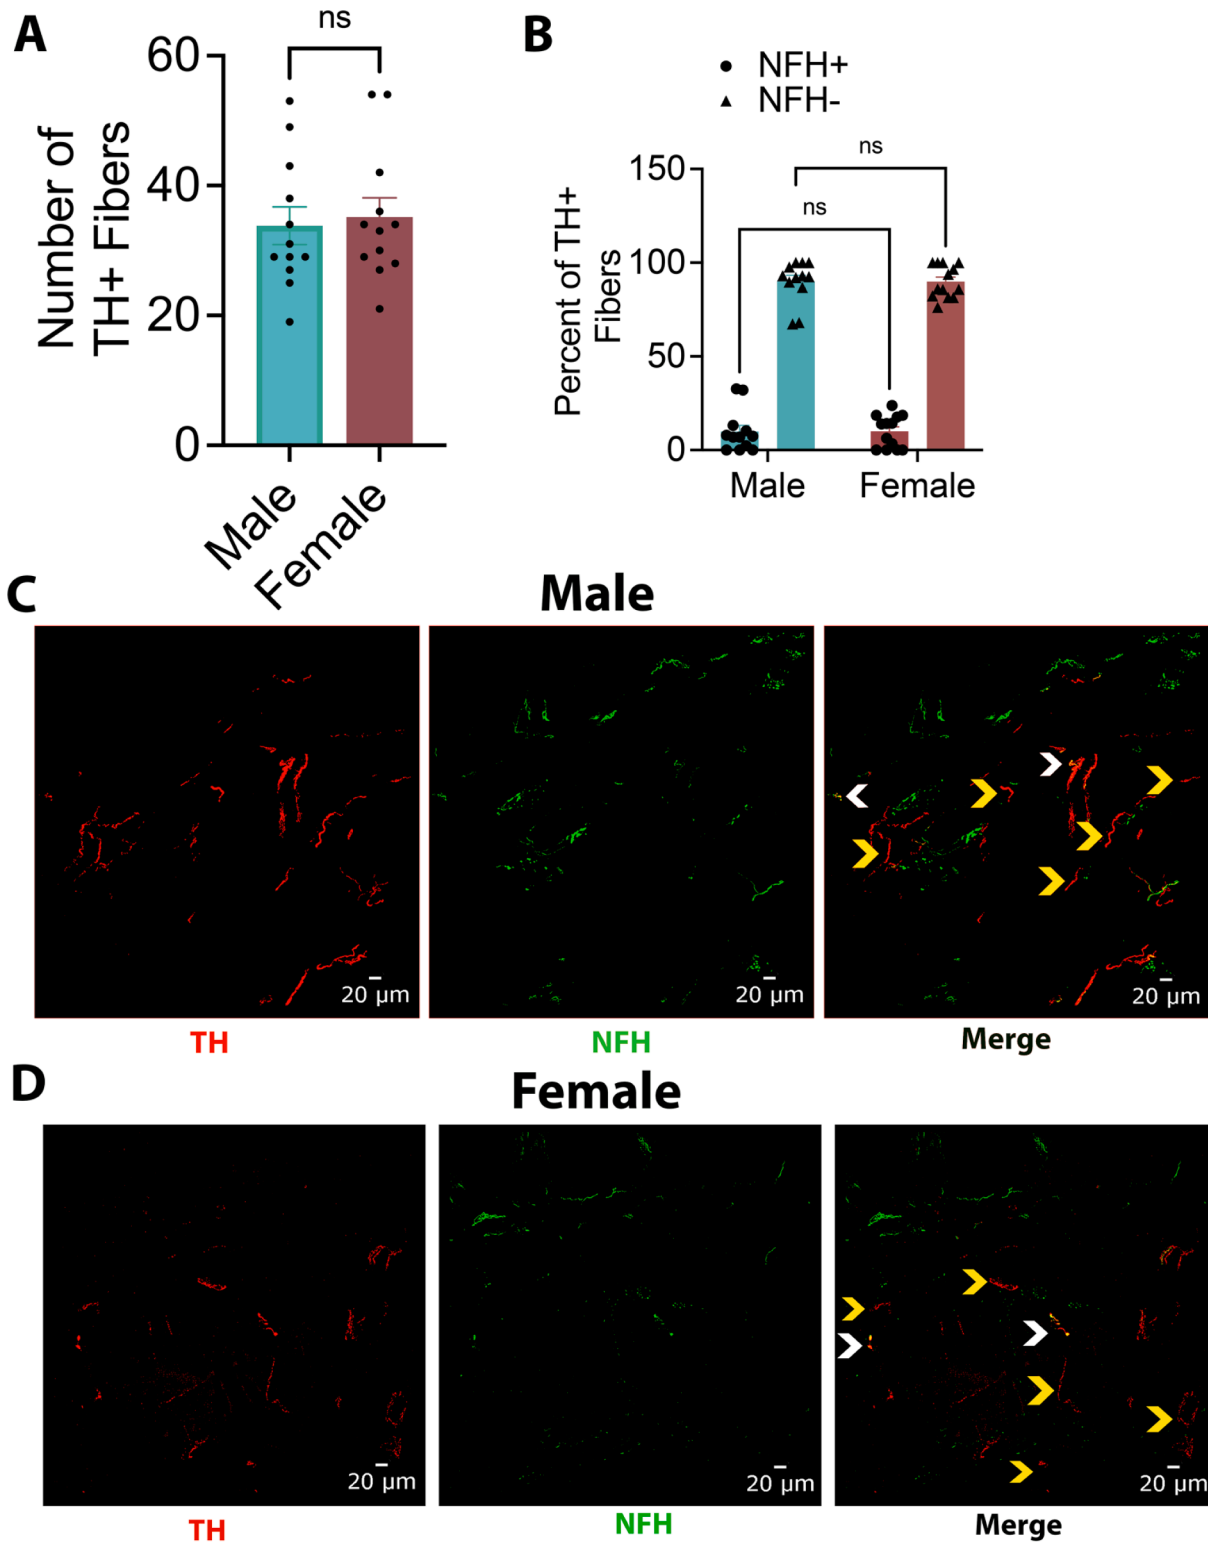 A
ns
60
40
20
0
Number of
TH+ Fibers
Male
Female
B
NFH+
NFH-
ns
ns
150
100
50
0
Percent of TH+
Fibers
Male
Female
C
Male
20 μm
20 μm
20 μm
TH
NFH
Merge
D
Female
20 μm
20 μm
20 μm
TH
NFH
Merge